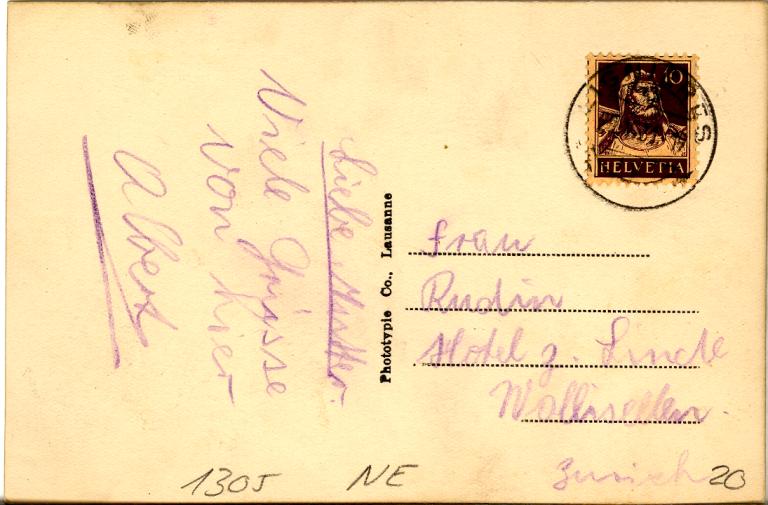 Liebe Mutter.
Viele Grüsse
von hier
Albert
Phototypie Co., Lausanne
10
HELVETIA
Frau
Rudin
Hotel z. Linde
Wallisellen.
Zürich
1305 NE 20